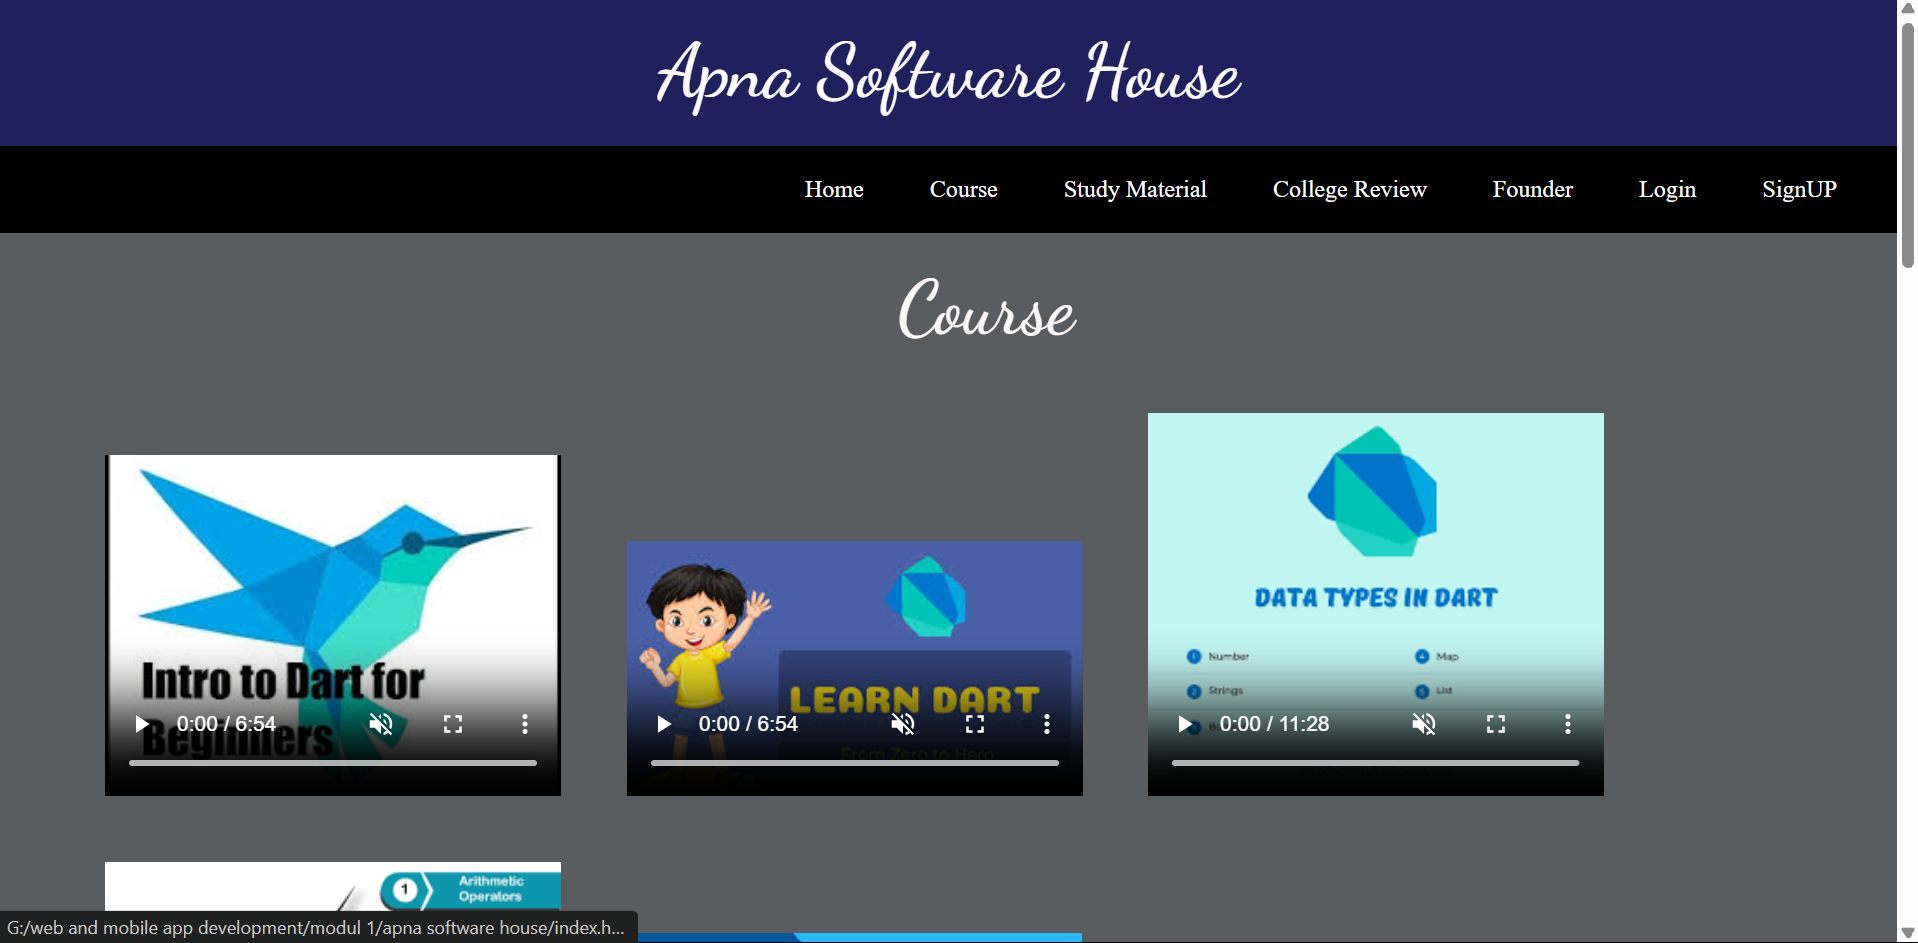 Apna Software House
Home Course Study Material College Review Founder Login SignUP
Course
Intro to Dart for
Beginners
0:00 / 6:54
LEARN DART
From Zero to Hero
0:00 / 6:54
DATA TYPES IN DART
1 Number
4 Map
2 Strings
5 List
0:00 / 11:28
1 Arithmetic
Operators
G:/web and mobile app development/modul 1/apna software house/index.h...